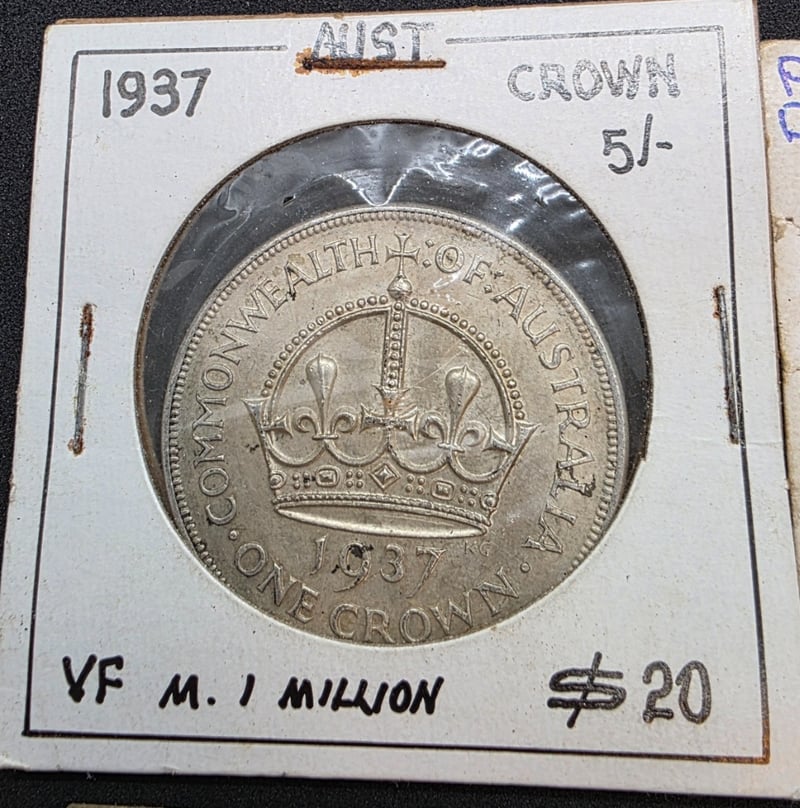 AUST
1937
CROWN
5/-
COMMONWEALTH OF AUSTRALIA
1937 KG
ONE CROWN
VF M. 1 MILLION $20